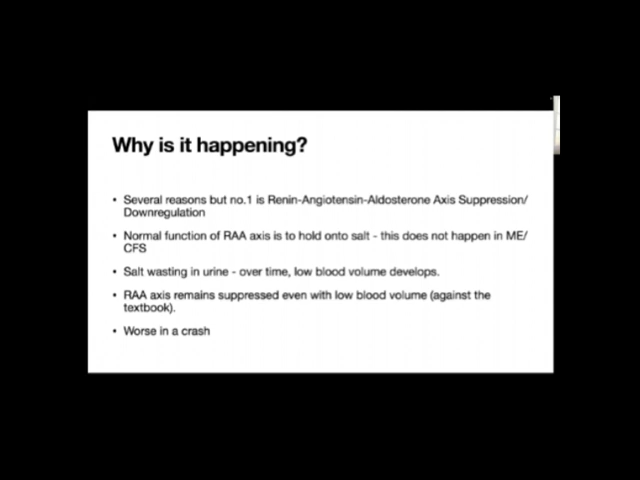 Why is it happening?
• Several reasons but no.1 is Renin-Angiotensin-Aldosterone Axis Suppression/
Downregulation
• Normal function of RAA axis is to hold onto salt - this does not happen in ME/
CFS
• Salt wasting in urine - over time, low blood volume develops.
• RAA axis remains suppressed even with low blood volume (against the
textbook).
• Worse in a crash